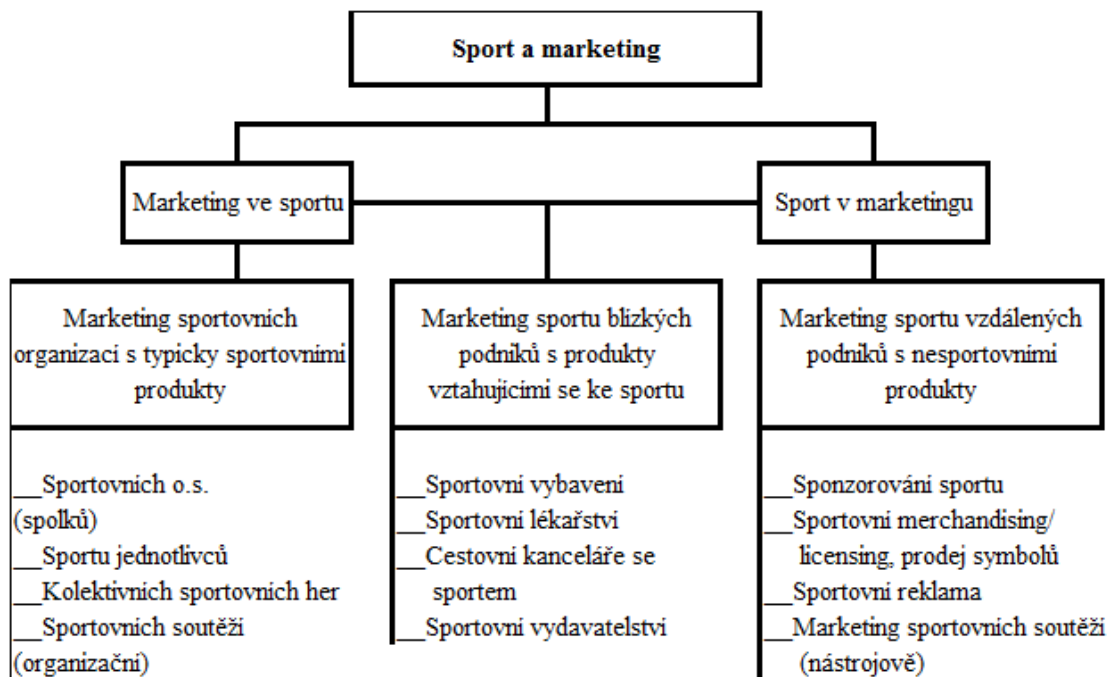 Sport a marketing
Marketing ve sportu
Sport v marketingu
Marketing sportovních
organizací s typicky sportovními
produkty
Marketing sportu blízkých
podniků s produkty
vztahujícími se ke sportu
Marketing sportu vzdálených
podniků s nesportovními
produkty
__Sportovních o.s.
(spolků)
__Sportu jednotlivců
__Kolektivních sportovních her
__Sportovních soutěží
(organizační)
__Sportovní vybavení
__Sportovní lékařství
__Cestovní kanceláře se
sportem
__Sportovní vydavatelství
__Sponzorování sportu
__Sportovní merchandising/
licensing, prodej symbolů
__Sportovní reklama
__Marketing sportovních soutěží
(nástrojově)